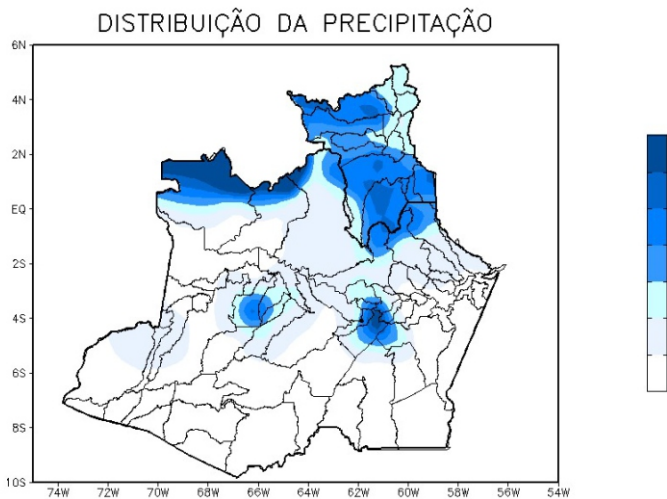 DISTRIBUIÇÃO DA PRECIPITAÇÃO
6N
4N
2N
EQ
2S
4S
6S
8S
10S
74W 72W 70W 68W 66W 64W 62W 60W 58W 56W 54W